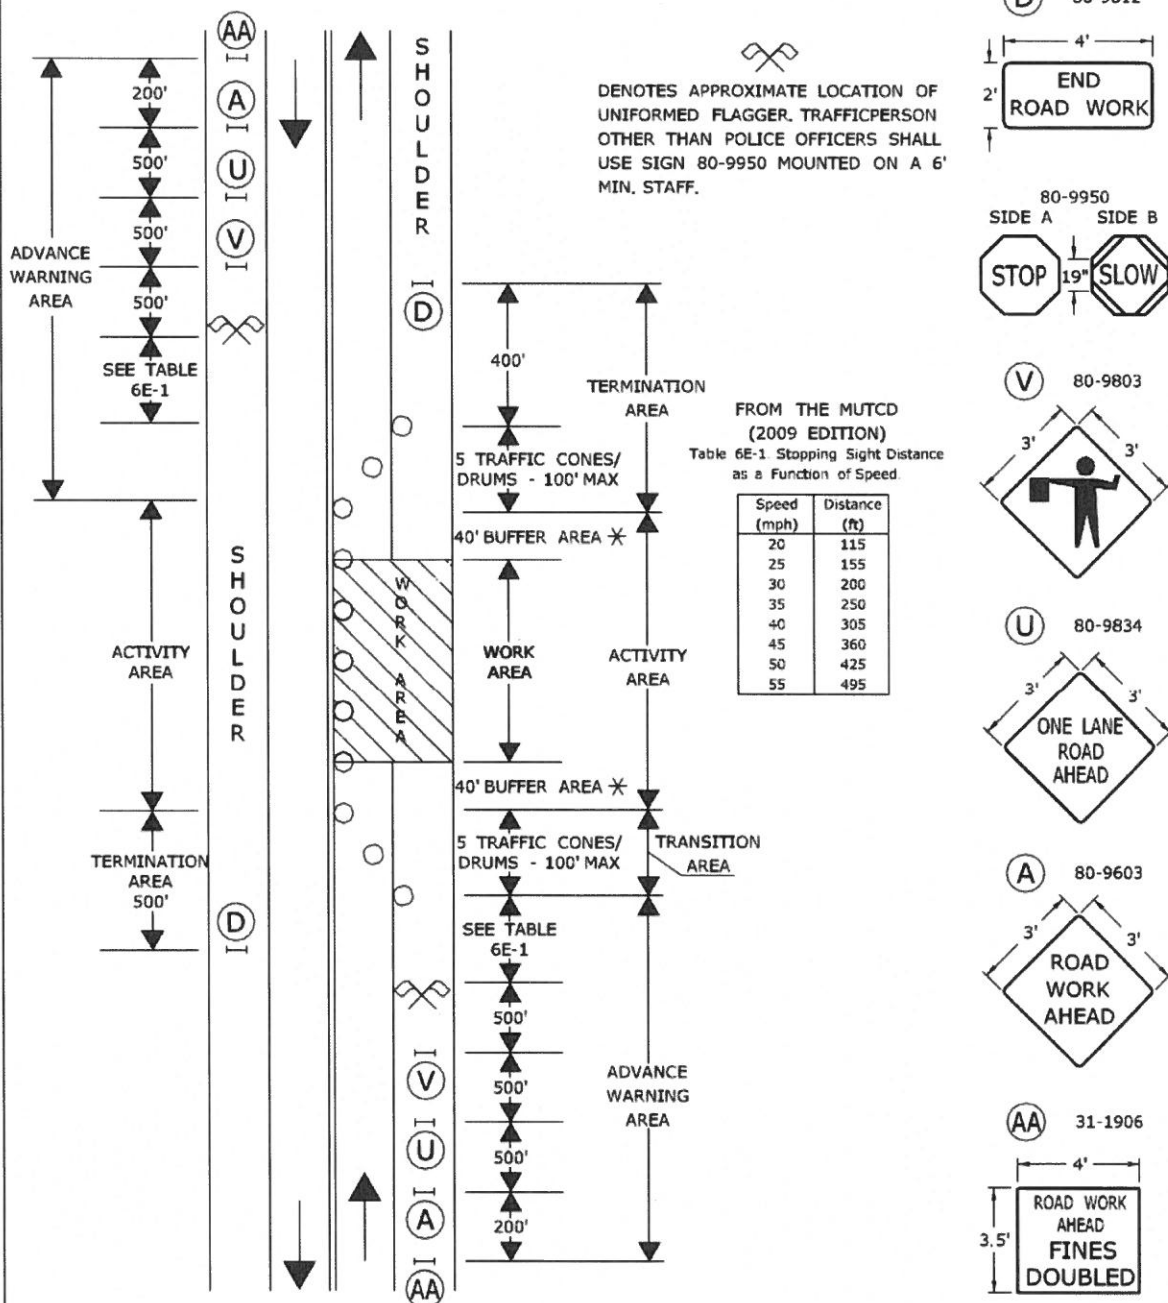 AA
A
U
V
200'
500'
500'
500'
ADVANCE
WARNING
AREA
SEE TABLE
6E-1
SHOULDER
ACTIVITY
AREA
TERMINATION
AREA
500'
D
SHOULDER
D
400'
TERMINATION
AREA
5 TRAFFIC CONES/
DRUMS - 100' MAX
40' BUFFER AREA *
WORK AREA
WORK
AREA
ACTIVITY
AREA
40' BUFFER AREA *
5 TRAFFIC CONES/
DRUMS - 100' MAX
TRANSITION
AREA
SEE TABLE
6E-1
500'
500'
500'
200'
ADVANCE
WARNING
AREA
V
U
A
AA
DENOTES APPROXIMATE LOCATION OF
UNIFORMED FLAGGER. TRAFFICPERSON
OTHER THAN POLICE OFFICERS SHALL
USE SIGN 80-9950 MOUNTED ON A 6'
MIN. STAFF.
FROM THE MUTCD
(2009 EDITION)
Table 6E-1. Stopping Sight Distance
as a Function of Speed.
Speed Distance
(mph) (ft)
20 115
25 155
30 200
35 250
40 305
45 360
50 425
55 495
D 80-9612
4'
2'
END
ROAD WORK
80-9950
SIDE A SIDE B
STOP 19" SLOW
V 80-9803
3' 3'
U 80-9834
3' 3'
ONE LANE
ROAD
AHEAD
A 80-9603
3' 3'
ROAD
WORK
AHEAD
AA 31-1906
4'
3.5'
ROAD WORK
AHEAD
FINES
DOUBLED